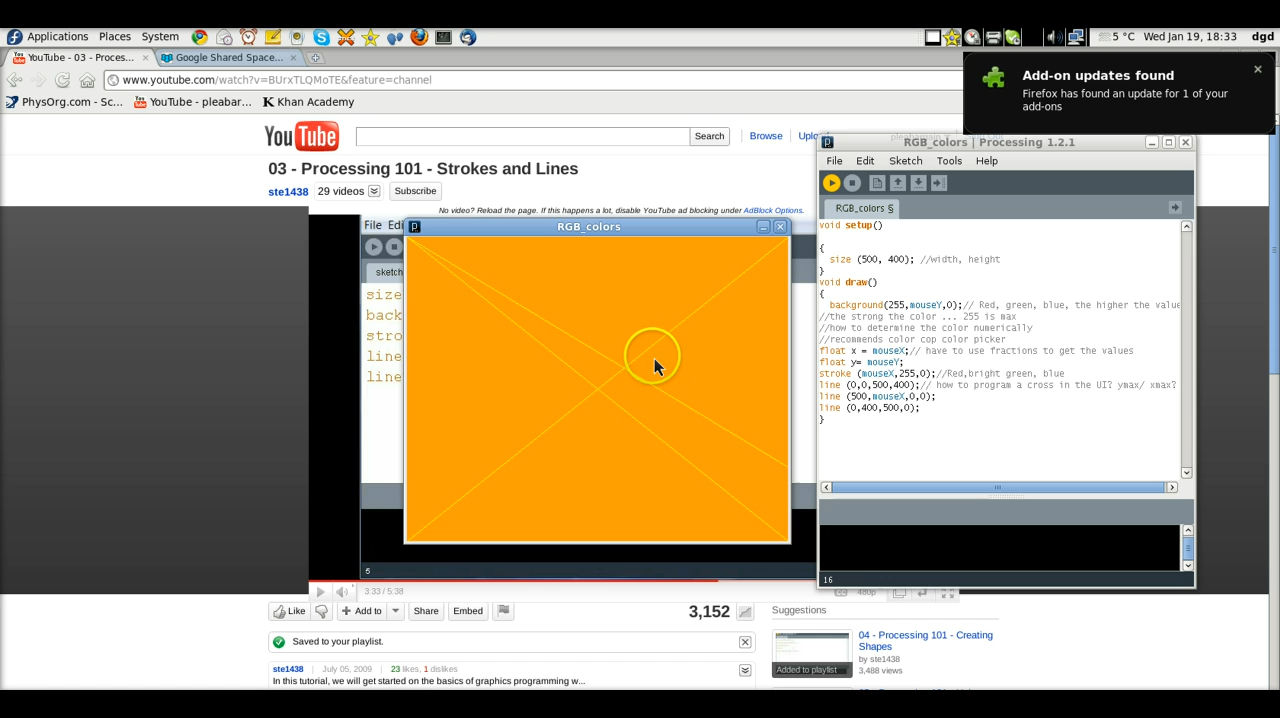 Applications Places System
5 °C Wed Jan 19, 18:33 dgd
YouTube - 03 - Proces...
Google Shared Space...
www.youtube.com/watch?v=BUrxTLQMoTE&feature=channel
PhysOrg.com - Sc...
YouTube - pleabar...
Khan Academy
Add-on updates found
Firefox has found an update for 1 of your
add-ons
YouTube
Search
Browse
Uplo
03 - Processing 101 - Strokes and Lines
ste1438 29 videos Subscribe
No video? Reload the page. If this happens a lot, disable YouTube ad blocking under AdBlock Options.
File Edi
sketch
size
back
stro
line
line
5
RGB_colors
RGB_colors | Processing 1.2.1
File Edit Sketch Tools Help
RGB_colors §
void setup()
{
size (500, 400); //width, height
}
void draw()
{
background(255,mouseY,0);// Red, green, blue, the higher the value
//the strong the color ... 255 is max
//how to determine the color numerically
//recommends color cop color picker
float x = mouseX;// have to use fractions to get the values
float y= mouseY;
stroke (mouseX,255,0);//Red,bright green, blue
line (0,0,500,400);// how to program a cross in the UI? ymax/ xmax?
line (500,mouseX,0,0);
line (0,400,500,0);
}
16
3:33 / 5:38
480p
Like
Add to
Share
Embed
3,152
Saved to your playlist.
ste1438 | July 05, 2009 | 23 likes, 1 dislikes
In this tutorial, we will get started on the basics of graphics programming w...
Suggestions
04 - Processing 101 - Creating
Shapes
by ste1438
3,488 views
Added to playlist